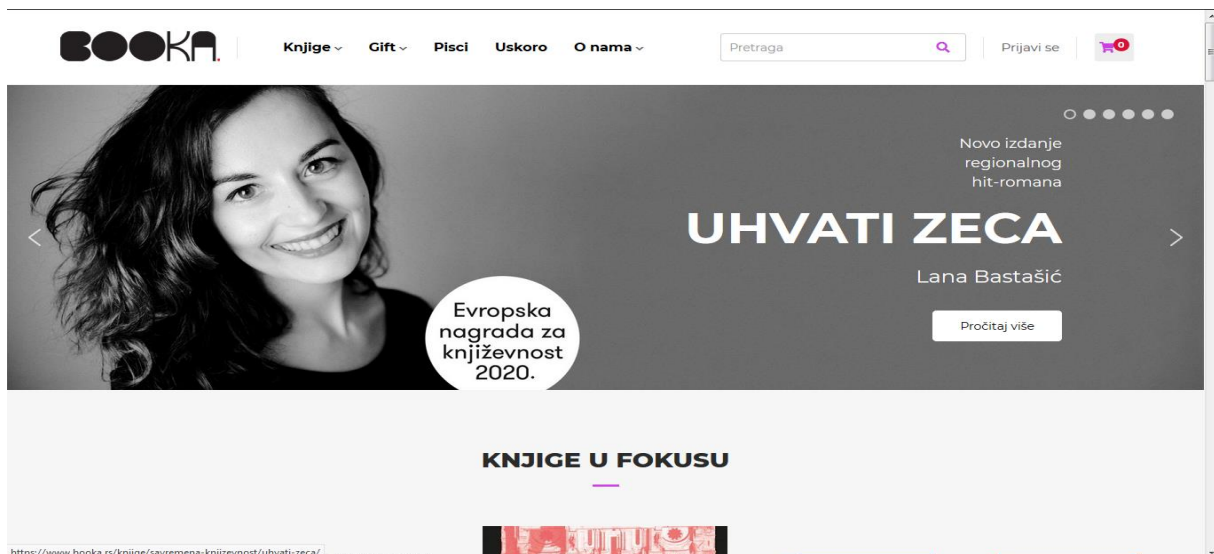 BOOKA.
Knjige Gift Pisci Uskoro O nama Pretraga Prijavi se 0
Novo izdanje
regionalnog
hit-romana
UHVATI ZECA
Lana Bastašić
Pročitaj više
Evropska
nagrada za
književnost
2020.
KNJIGE U FOKUSU
https://www.booka.rs/knjige/savremena-knjizevnost/uhvati-zeca/